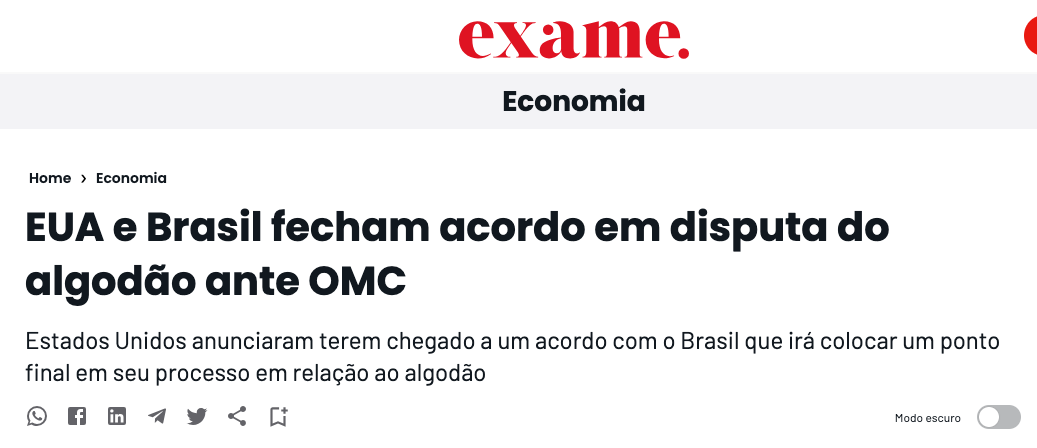 exame.
Economia
Home > Economia
EUA e Brasil fecham acordo em disputa do
algodão ante OMC
Estados Unidos anunciaram terem chegado a um acordo com o Brasil que irá colocar um ponto
final em seu processo em relação ao algodão
Modo escuro